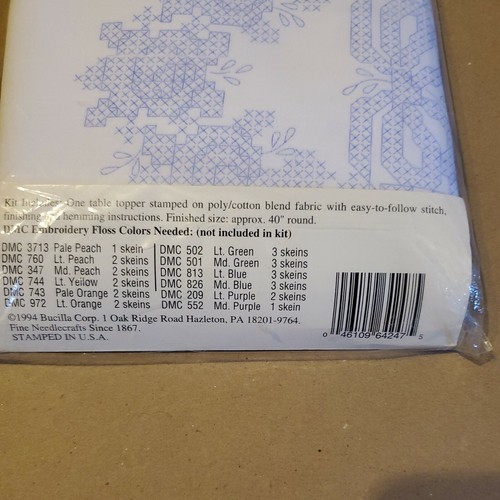 Kit Includes: One table topper stamped on poly/cotton blend fabric with easy-to-follow stitch,
finishing & hemming instructions. Finished size: approx. 40" round.
DMC Embroidery Floss Colors Needed: (not included in kit)
DMC 3713 Pale Peach 1 skein
DMC 760 Lt. Peach 2 skeins
DMC 347 Md. Peach 2 skeins
DMC 744 Lt. Yellow 2 skeins
DMC 743 Pale Orange 2 skeins
DMC 972 Lt. Orange 2 skeins
DMC 502 Lt. Green 3 skeins
DMC 501 Md. Green 3 skeins
DMC 813 Lt. Blue 3 skeins
DMC 826 Md. Blue 3 skeins
DMC 209 Lt. Purple 2 skeins
DMC 552 Md. Purple 1 skein
©1994 Bucilla Corp. 1 Oak Ridge Road Hazleton, PA 18201-9764.
Fine Needlecrafts Since 1867.
STAMPED IN U.S.A.
0 46109 64247 5